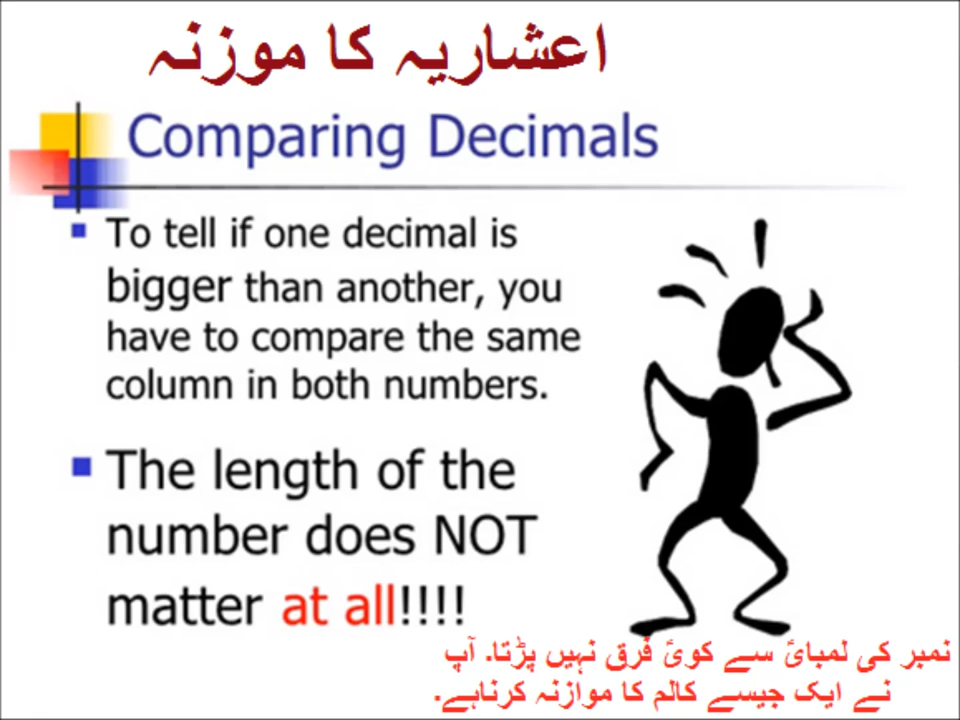 اعشاریہ کا موزنہ
Comparing Decimals
To tell if one decimal is
bigger than another, you
have to compare the same
column in both numbers.
The length of the
number does NOT
matter at all!!!!
نمبر کی لمبائ سے کوئ فرق نہیں پڑتا. آپ
نے ایک جیسے کالم کا موازنہ کرناہے.